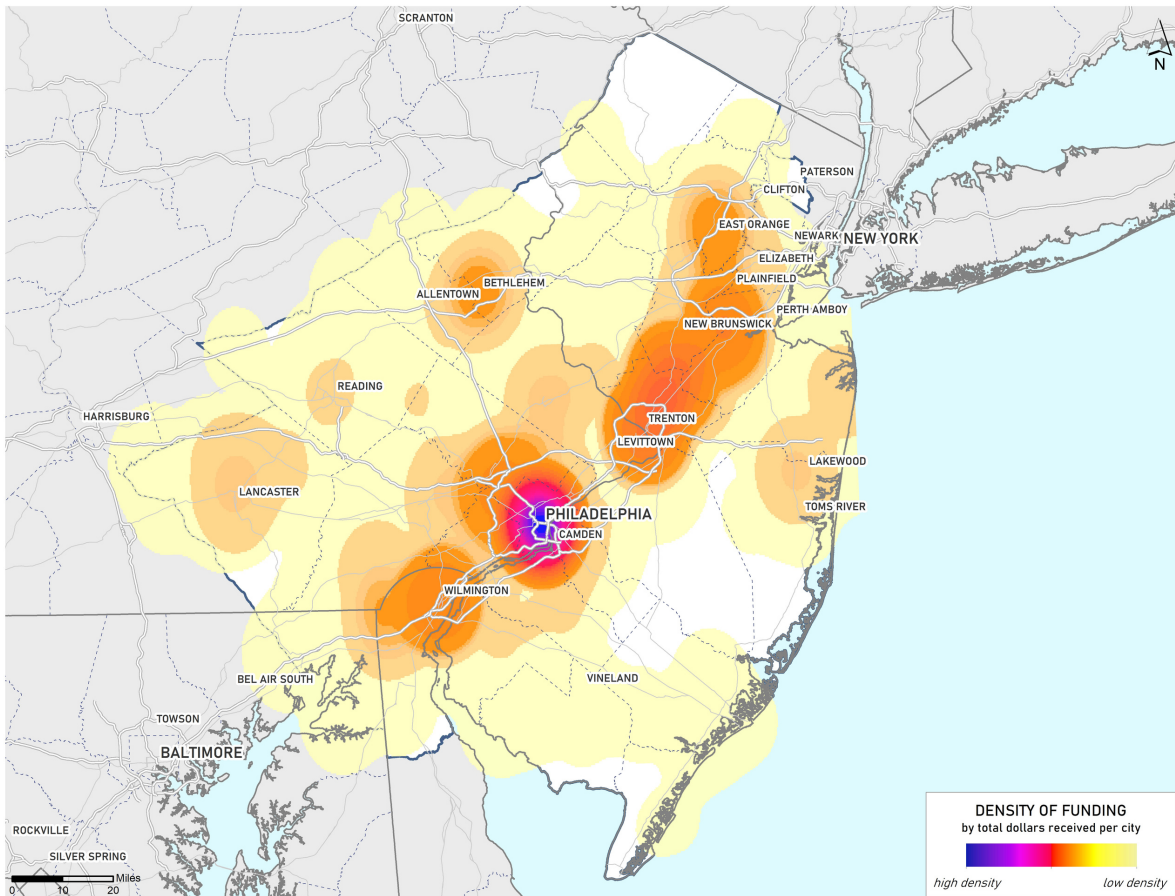 SCRANTON
N
PATERSON
CLIFTON
EAST ORANGE
NEWARK
NEW YORK
ELIZABETH
PLAINFIELD
BETHLEHEM
ALLENTOWN
PERTH AMBOY
NEW BRUNSWICK
READING
HARRISBURG
TRENTON
LEVITTOWN
LAKEWOOD
LANCASTER
TOMS RIVER
PHILADELPHIA
CAMDEN
WILMINGTON
BEL AIR SOUTH
VINELAND
TOWSON
BALTIMORE
ROCKVILLE
SILVER SPRING
Miles
0 10 20
DENSITY OF FUNDING
by total dollars received per city
high density low density